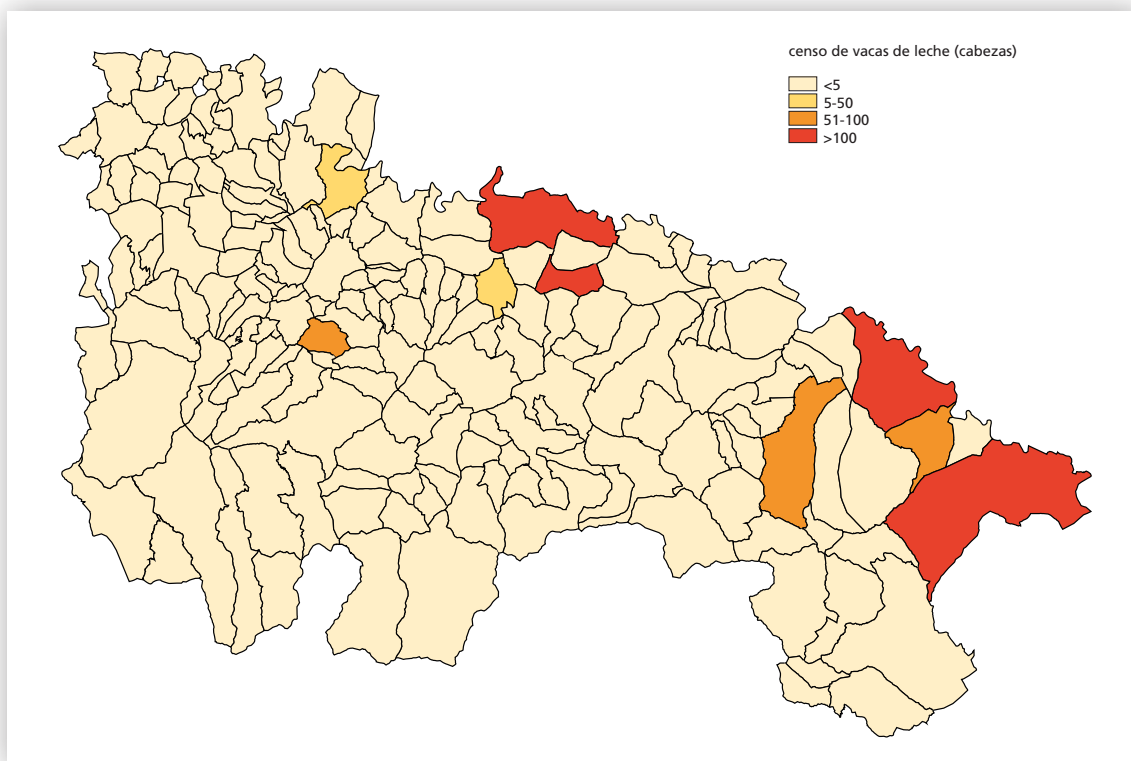 censo de vacas de leche (cabezas)
<5
5-50
51-100
>100